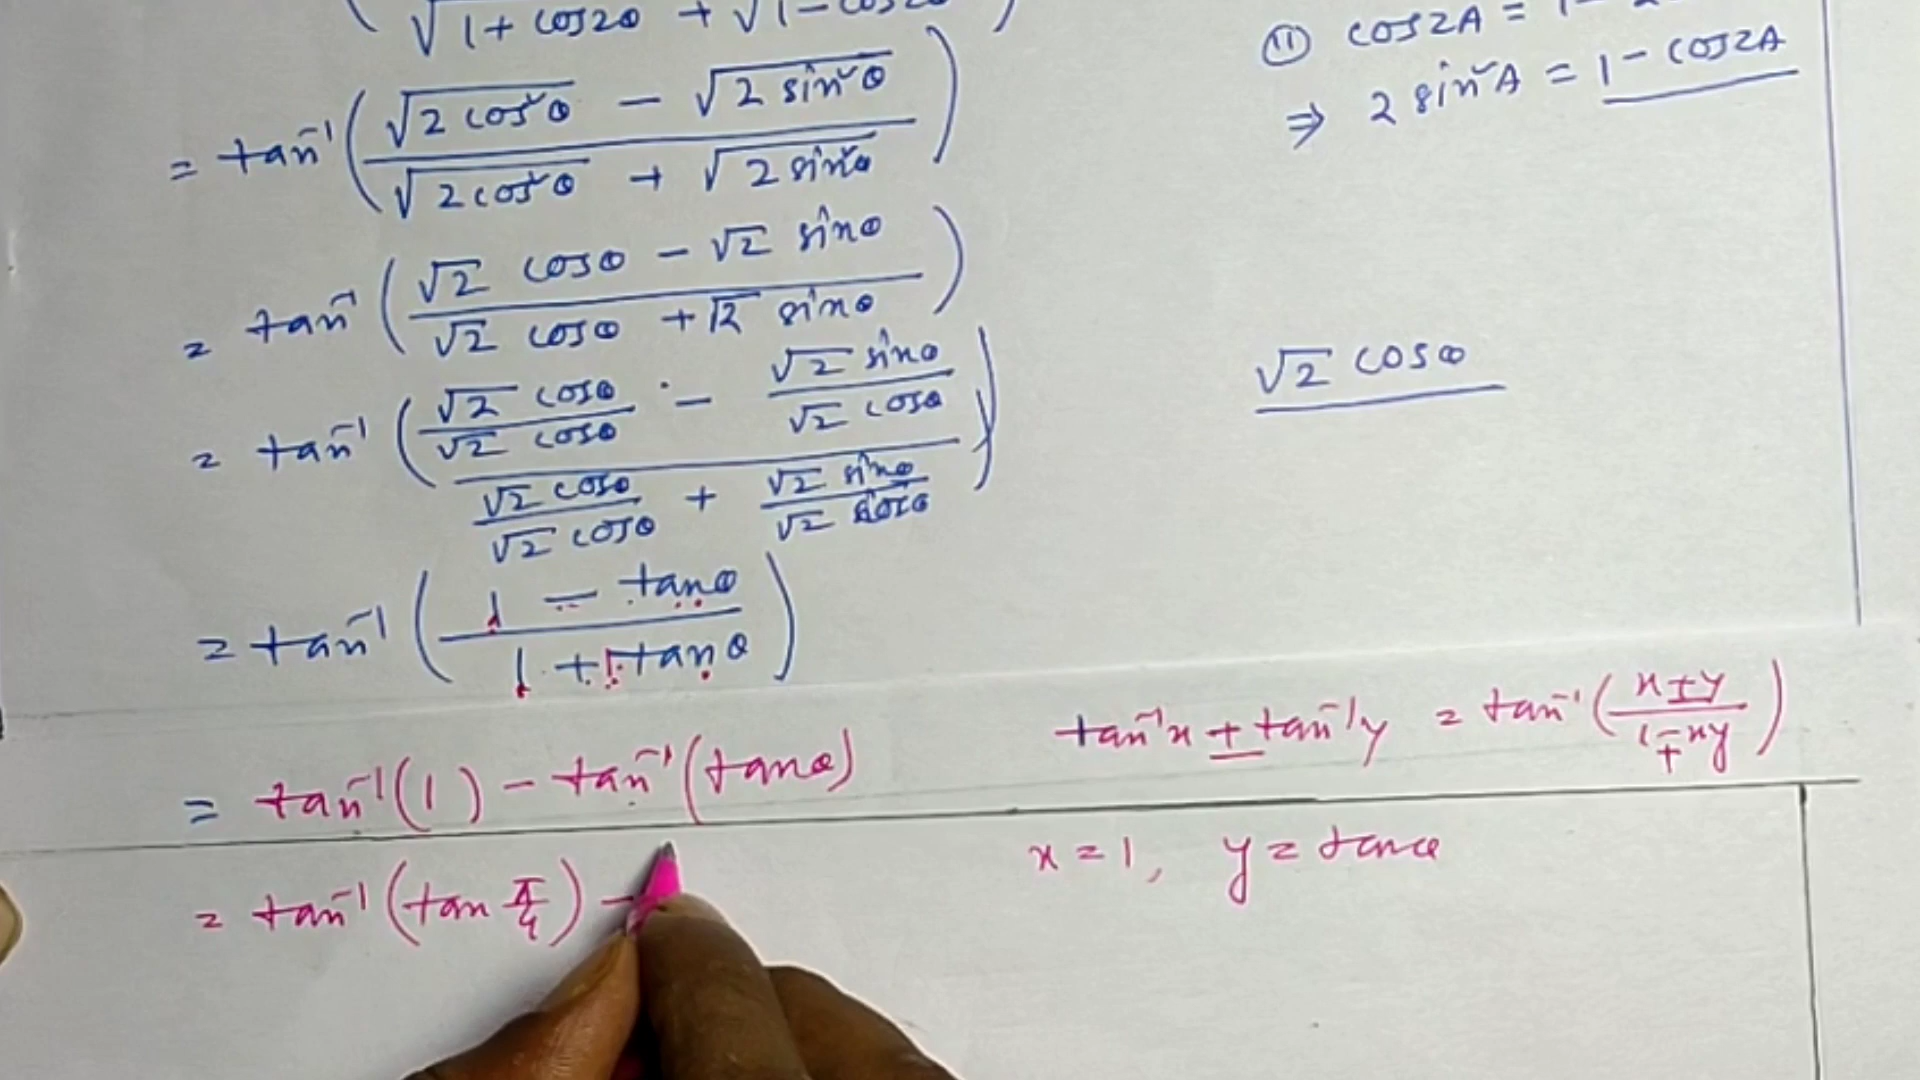 √1+cos2θ + √1-cos2θ
= tan⁻¹(√2cos²θ - √2sin²θ / √2cos²θ + √2sin²θ)
= tan⁻¹(√2 cosθ - √2 sinθ / √2 cosθ + √2 sinθ)
= tan⁻¹(√2 cosθ / √2 cosθ - √2 sinθ / √2 cosθ / √2 cosθ / √2 cosθ + √2 sinθ / √2 cosθ)
= tan⁻¹(1 - tanθ / 1 + 1·tanθ)
= tan⁻¹(1) - tan⁻¹(tanθ)
= tan⁻¹(tan π/4) -
(ii) cos2A = 1 -
⇒ 2 sin²A = 1 - cos2A
√2 cosθ
tan⁻¹x ± tan⁻¹y = tan⁻¹(x ± y / 1 ∓ xy)
x = 1, y = tanθ